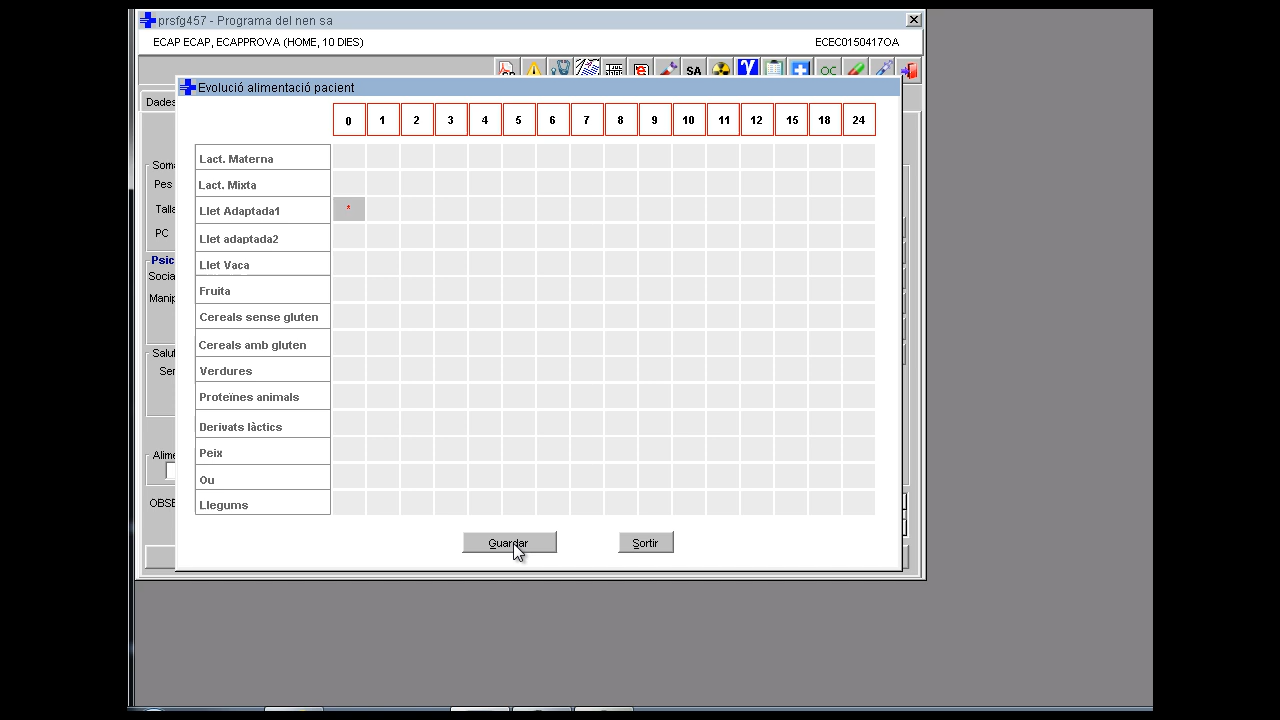 prsfg457 - Programa del nen sa
ECAP ECAP, ECAPPROVA (HOME, 10 DIES) ECEC0150417OA
SA OC
Evolució alimentació pacient
Dades
0 1 2 3 4 5 6 7 8 9 10 11 12 15 18 24
Lact. Materna
Lact. Mixta
Llet Adaptada1 *
Llet adaptada2
Llet Vaca
Fruita
Cereals sense gluten
Cereals amb gluten
Verdures
Proteïnes animals
Derivats làctics
Peix
Ou
Llegums
Soma
Pes
Talla
PC
Psic
Socia
Manip
Salut
Ser
Alime
OBSE
Guardar Sortir